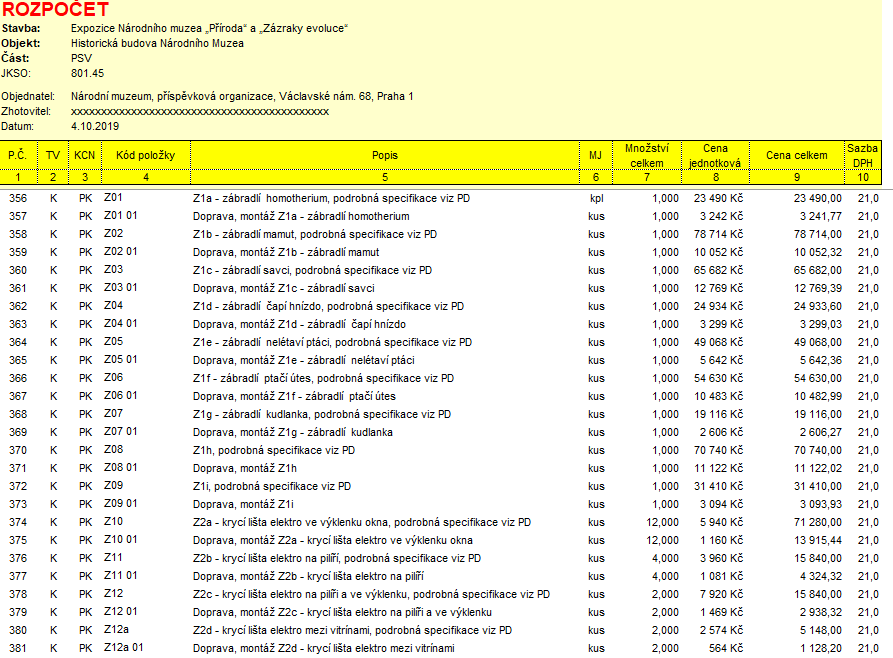 ROZPOČET
Stavba: Expozice Národního muzea „Příroda“ a „Zázraky evoluce“
Objekt: Historická budova Národního Muzea
Část: PSV
JKSO: 801.45
Objednatel: Národní muzeum, příspěvková organizace, Václavské nám. 68, Praha 1
Zhotovitel: xxxxxxxxxxxxxxxxxxxxxxxxxxxxxxxxxxxxxxxxxxx
Datum: 4.10.2019
P.Č. TV KCN Kód položky Popis MJ Množství celkem Cena jednotková Cena celkem Sazba DPH
1 2 3 4 5 6 7 8 9 10
356 K PK Z01 Z1a - zábradlí homotherium, podrobná specifikace viz PD kpl 1,000 23 490 Kč 23 490,00 21,0
357 K PK Z01 01 Doprava, montáž Z1a - zábradlí homotherium kus 1,000 3 242 Kč 3 241,77 21,0
358 K PK Z02 Z1b - zábradlí mamut, podrobná specifikace viz PD kus 1,000 78 714 Kč 78 714,00 21,0
359 K PK Z02 01 Doprava, montáž Z1b - zábradlí mamut kus 1,000 10 052 Kč 10 052,32 21,0
360 K PK Z03 Z1c - zábradlí savci, podrobná specifikace viz PD kus 1,000 65 682 Kč 65 682,00 21,0
361 K PK Z03 01 Doprava, montáž Z1c - zábradlí savci kus 1,000 12 769 Kč 12 769,39 21,0
362 K PK Z04 Z1d - zábradlí čapí hnízdo, podrobná specifikace viz PD kus 1,000 24 934 Kč 24 933,60 21,0
363 K PK Z04 01 Doprava, montáž Z1d - zábradlí čapí hnízdo kus 1,000 3 299 Kč 3 299,03 21,0
364 K PK Z05 Z1e - zábradlí nelétaví ptáci, podrobná specifikace viz PD kus 1,000 49 068 Kč 49 068,00 21,0
365 K PK Z05 01 Doprava, montáž Z1e - zábradlí nelétaví ptáci kus 1,000 5 642 Kč 5 642,36 21,0
366 K PK Z06 Z1f - zábradlí ptačí útes, podrobná specifikace viz PD kus 1,000 54 630 Kč 54 630,00 21,0
367 K PK Z06 01 Doprava, montáž Z1f - zábradlí ptačí útes kus 1,000 10 483 Kč 10 482,99 21,0
368 K PK Z07 Z1g - zábradlí kudlanka, podrobná specifikace viz PD kus 1,000 19 116 Kč 19 116,00 21,0
369 K PK Z07 01 Doprava, montáž Z1g - zábradlí kudlanka kus 1,000 2 606 Kč 2 606,27 21,0
370 K PK Z08 Z1h, podrobná specifikace viz PD kus 1,000 70 740 Kč 70 740,00 21,0
371 K PK Z08 01 Doprava, montáž Z1h kus 1,000 11 122 Kč 11 122,02 21,0
372 K PK Z09 Z1i, podrobná specifikace viz PD kus 1,000 31 410 Kč 31 410,00 21,0
373 K PK Z09 01 Doprava, montáž Z1i kus 1,000 3 094 Kč 3 093,93 21,0
374 K PK Z10 Z2a - krycí lišta elektro ve výklenku okna, podrobná specifikace viz PD kus 12,000 5 940 Kč 71 280,00 21,0
375 K PK Z10 01 Doprava, montáž Z2a - krycí lišta elektro ve výklenku okna kus 12,000 1 160 Kč 13 915,44 21,0
376 K PK Z11 Z2b - krycí lišta elektro na pilíři, podrobná specifikace viz PD kus 4,000 3 960 Kč 15 840,00 21,0
377 K PK Z11 01 Doprava, montáž Z2b - krycí lišta elektro na pilíři kus 4,000 1 081 Kč 4 324,32 21,0
378 K PK Z12 Z2c - krycí lišta elektro na pilíři a ve výklenku, podrobná specifikace viz PD kus 2,000 7 920 Kč 15 840,00 21,0
379 K PK Z12 01 Doprava, montáž Z2c - krycí lišta elektro na pilíři a ve výklenku kus 2,000 1 469 Kč 2 938,32 21,0
380 K PK Z12a Z2d - krycí lišta elektro mezi vitrínami, podrobná specifikace viz PD kus 2,000 2 574 Kč 5 148,00 21,0
381 K PK Z12a 01 Doprava, montáž Z2d - krycí lišta elektro mezi vitrínami kus 2,000 564 Kč 1 128,20 21,0